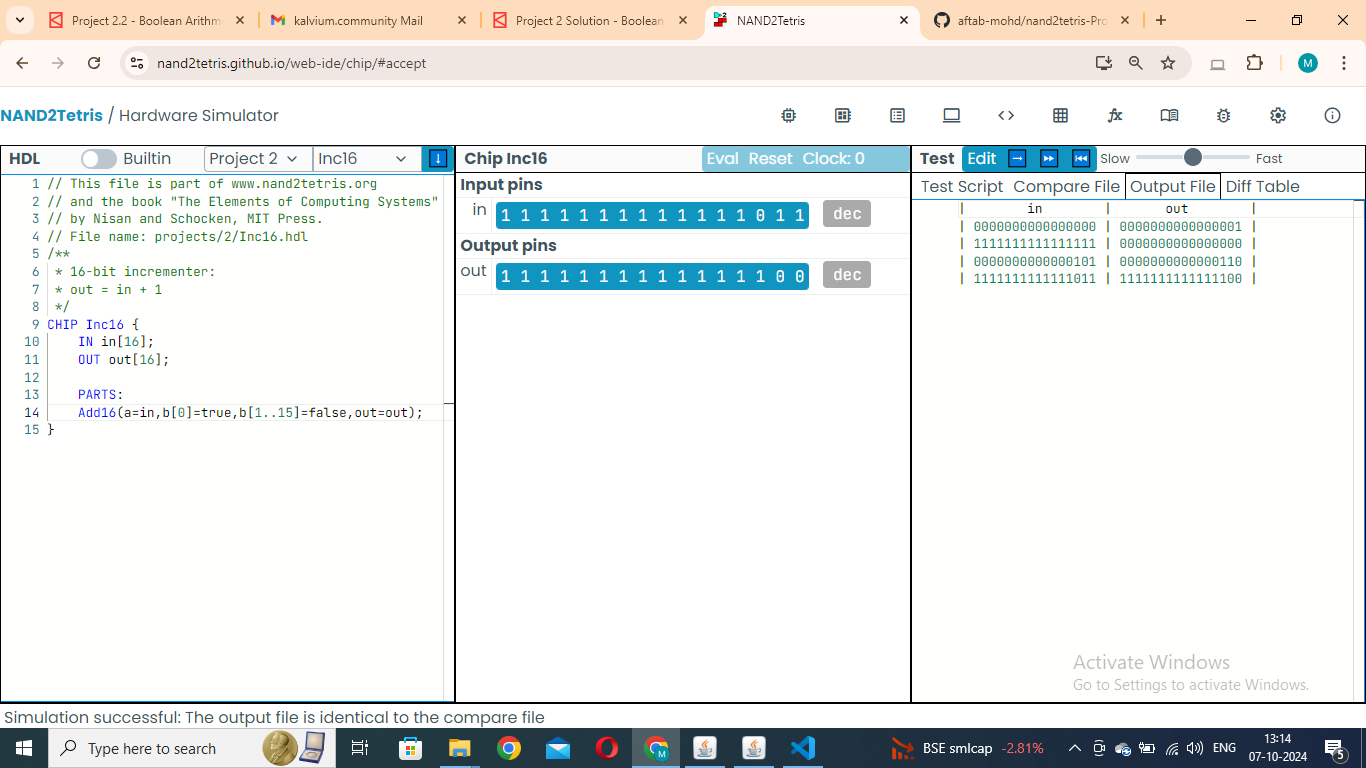 Project 2.2 - Boolean Arithm
kalvium.community Mail
Project 2 Solution - Boolean
NAND2Tetris
aftab-mohd/nand2tetris-Pro
nand2tetris.github.io/web-ide/chip/#accept
M
NAND2Tetris / Hardware Simulator
HDL Builtin Project 2 Inc16
1 // This file is part of www.nand2tetris.org
2 // and the book "The Elements of Computing Systems"
3 // by Nisan and Schocken, MIT Press.
4 // File name: projects/2/Inc16.hdl
5 /**
6 * 16-bit incrementer:
7 * out = in + 1
8 */
9 CHIP Inc16 {
10 IN in[16];
11 OUT out[16];
12
13 PARTS:
14 Add16(a=in,b[0]=true,b[1..15]=false,out=out);
15 }
Chip Inc16 Eval Reset Clock: 0
Input pins
in 1 1 1 1 1 1 1 1 1 1 1 1 1 0 1 1 dec
Output pins
out 1 1 1 1 1 1 1 1 1 1 1 1 1 1 0 0 dec
Test Edit Slow Fast
Test Script Compare File Output File Diff Table
| in | out |
| 0000000000000000 | 0000000000000001 |
| 1111111111111111 | 0000000000000000 |
| 0000000000000101 | 0000000000000110 |
| 1111111111111011 | 1111111111111100 |
Activate Windows
Go to Settings to activate Windows.
Simulation successful: The output file is identical to the compare file
Type here to search
BSE smlcap -2.81%
ENG
13:14
07-10-2024
5